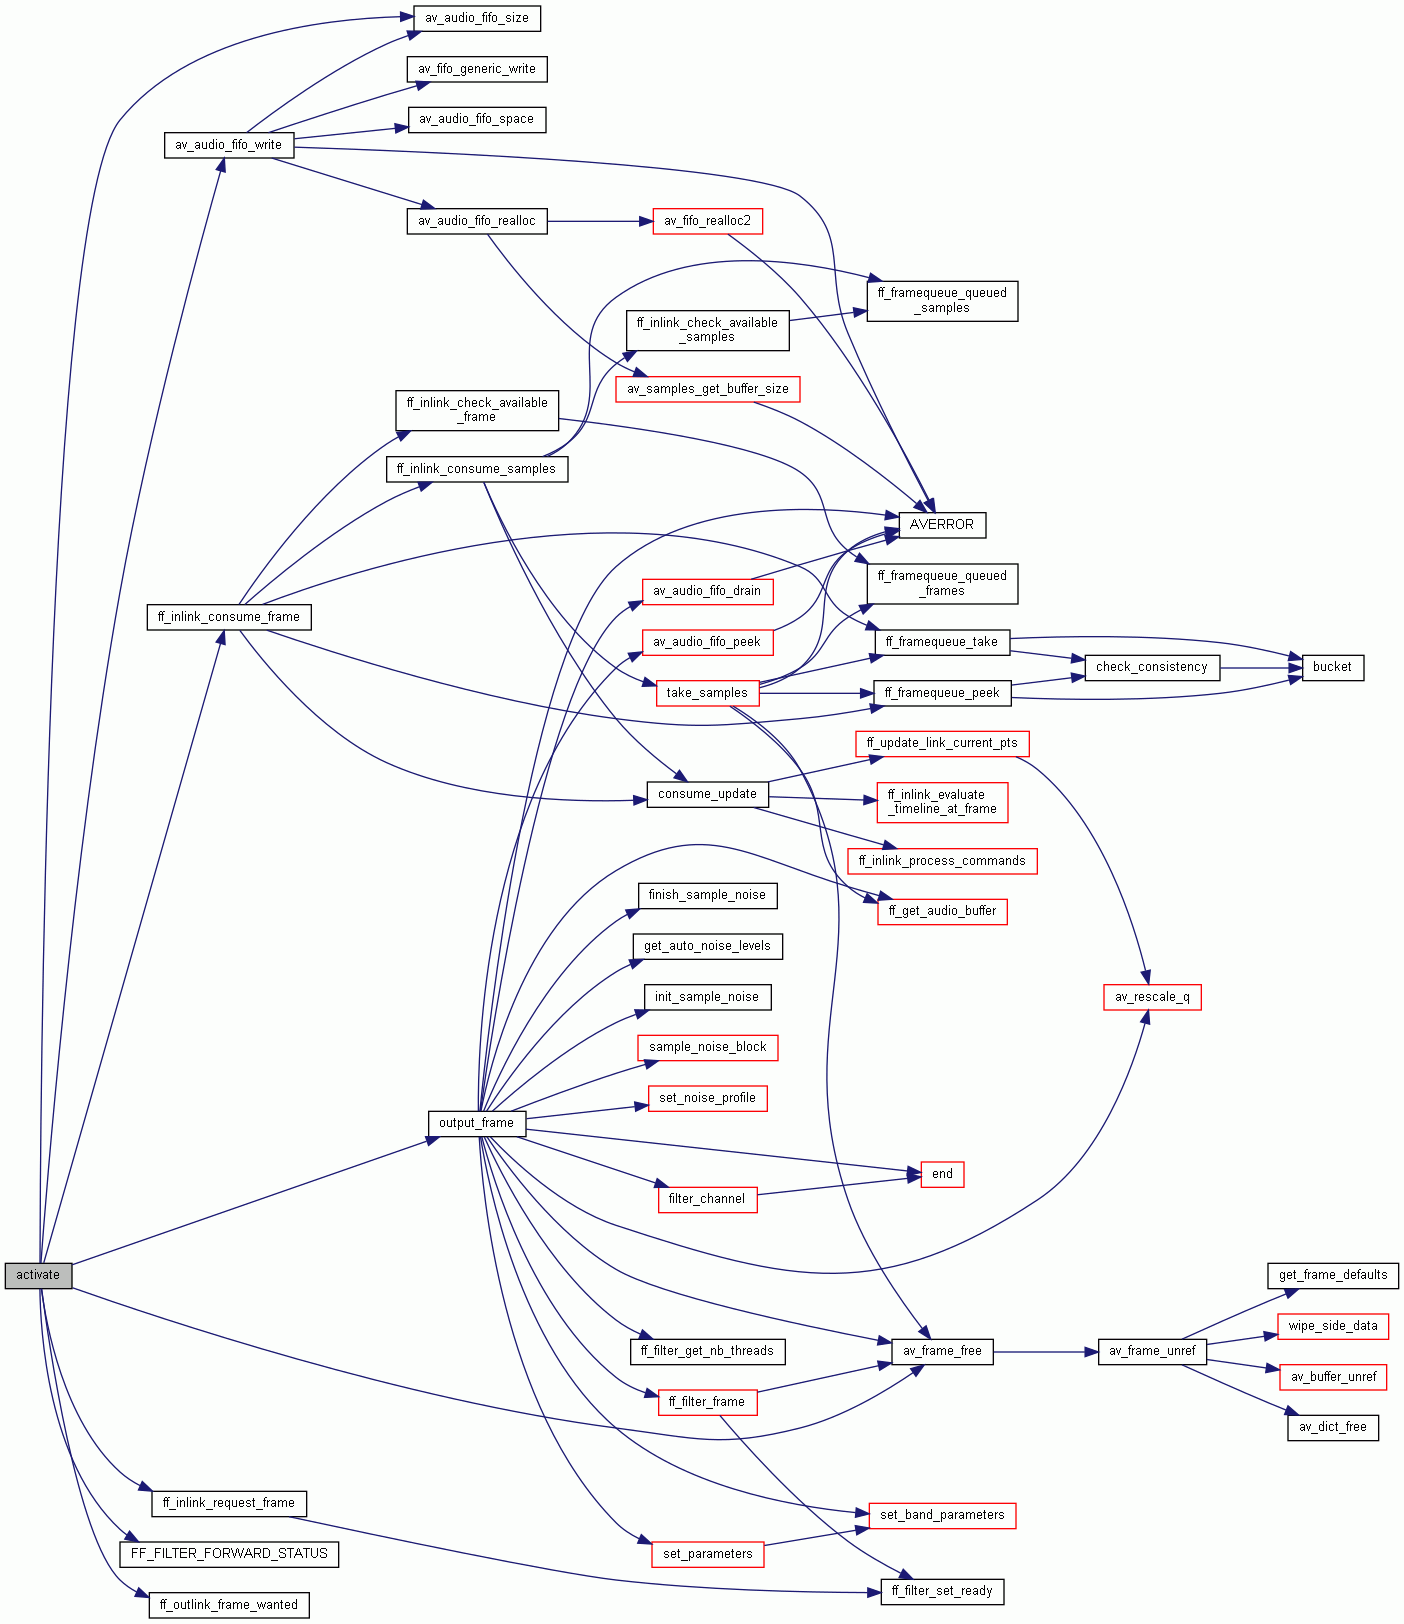 av_audio_fifo_size
av_fifo_generic_write
av_audio_fifo_space
av_audio_fifo_write
av_audio_fifo_realloc
av_fifo_realloc2
ff_framequeue_queued
_samples
ff_inlink_check_available
_samples
av_samples_get_buffer_size
ff_inlink_check_available
_frame
ff_inlink_consume_samples
AVERROR
ff_framequeue_queued
_frames
av_audio_fifo_drain
ff_inlink_consume_frame
av_audio_fifo_peek
ff_framequeue_take
check_consistency
bucket
take_samples
ff_framequeue_peek
ff_update_link_current_pts
consume_update
ff_inlink_evaluate
_timeline_at_frame
ff_inlink_process_commands
finish_sample_noise
ff_get_audio_buffer
get_auto_noise_levels
init_sample_noise
av_rescale_q
sample_noise_block
set_noise_profile
output_frame
end
filter_channel
activate
get_frame_defaults
wipe_side_data
ff_filter_get_nb_threads
av_frame_free
av_frame_unref
av_buffer_unref
ff_filter_frame
av_dict_free
ff_inlink_request_frame
set_band_parameters
FF_FILTER_FORWARD_STATUS
set_parameters
ff_filter_set_ready
ff_outlink_frame_wanted